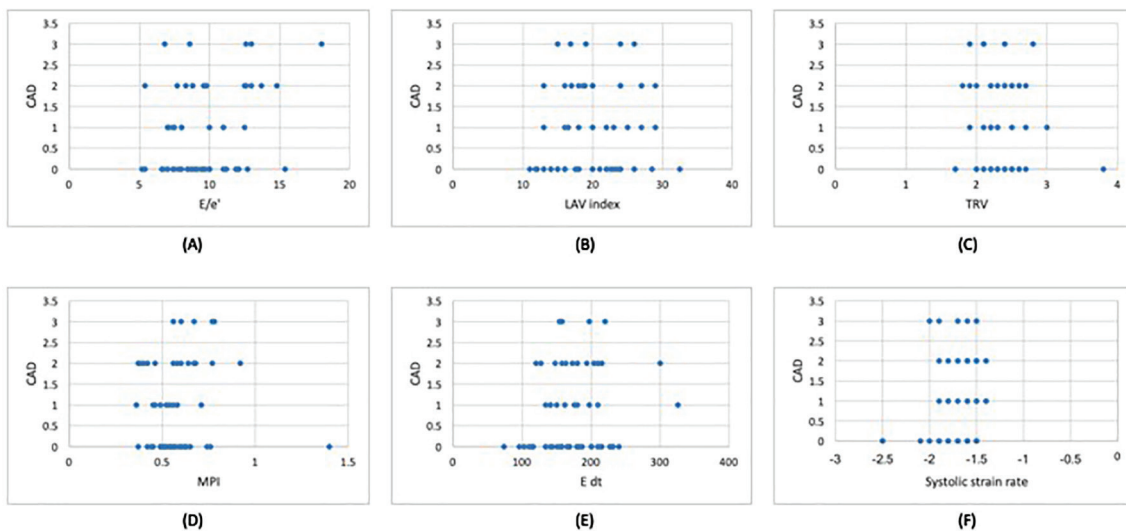 3.5
3
2.5
2
1.5
1
0.5
0
CAD
0 5 10 15 20
E/e'
(A)
3.5
3
2.5
2
1.5
1
0.5
0
CAD
0 10 20 30 40
LAV index
(B)
3.5
3
2.5
2
1.5
1
0.5
0
CAD
0 1 2 3 4
TRV
(C)
3.5
3
2.5
2
1.5
1
0.5
0
CAD
0 0.5 1 1.5
MPI
(D)
3.5
3
2.5
2
1.5
1
0.5
0
CAD
0 100 200 300 400
E dt
(E)
3.5
3
2.5
2
1.5
1
0.5
0
CAD
-3 -2.5 -2 -1.5 -1 -0.5 0
Systolic strain rate
(F)